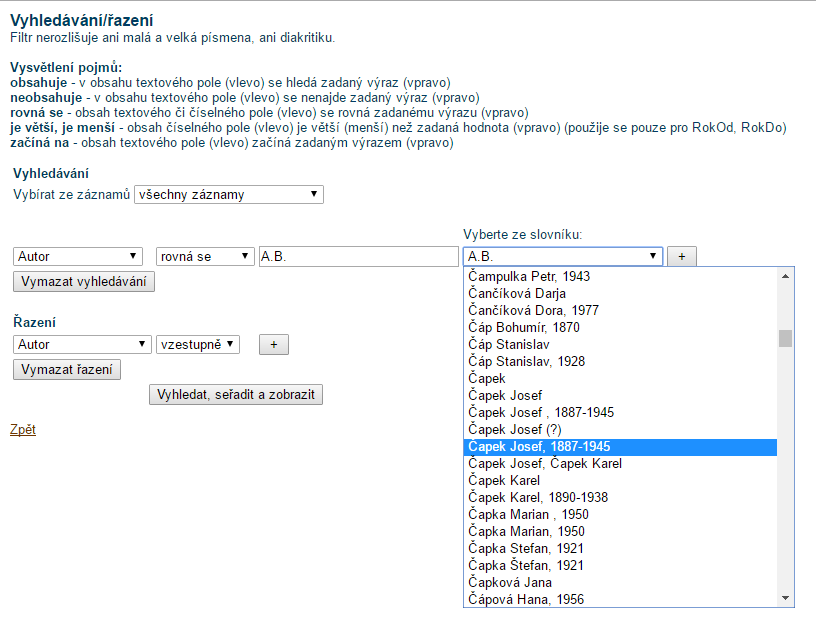 Vyhledávání/řazení
Filtr nerozlišuje ani malá a velká písmena, ani diakritiku.
Vysvětlení pojmů:
obsahuje - v obsahu textového pole (vlevo) se hledá zadaný výraz (vpravo)
neobsahuje - v obsahu textového pole (vlevo) se nenajde zadaný výraz (vpravo)
rovná se - obsah textového či číselného pole (vlevo) se rovná zadanému výrazu (vpravo)
je větší, je menší - obsah číselného pole (vlevo) je větší (menší) než zadaná hodnota (vpravo) (použije se pouze pro RokOd, RokDo)
začíná na - obsah textového pole (vlevo) začíná zadaným výrazem (vpravo)
Vyhledávání
Vybírat ze záznamů všechny záznamy
Vyberte ze slovníku:
Autor rovná se A.B. A.B. +
Vymazat vyhledávání
Řazení
Autor vzestupně +
Vymazat řazení
Vyhledat, seřadit a zobrazit
Zpět
Čampulka Petr, 1943
Čančíková Darja
Čančíková Dora, 1977
Čáp Bohumír, 1870
Čáp Stanislav
Čáp Stanislav, 1928
Čapek
Čapek Josef
Čapek Josef , 1887-1945
Čapek Josef (?)
Čapek Josef, 1887-1945
Čapek Josef, Čapek Karel
Čapek Karel
Čapek Karel, 1890-1938
Čapka Marian , 1950
Čapka Marian, 1950
Čapka Stefan, 1921
Čapka Štefan, 1921
Čapková Jana
Čápová Hana, 1956